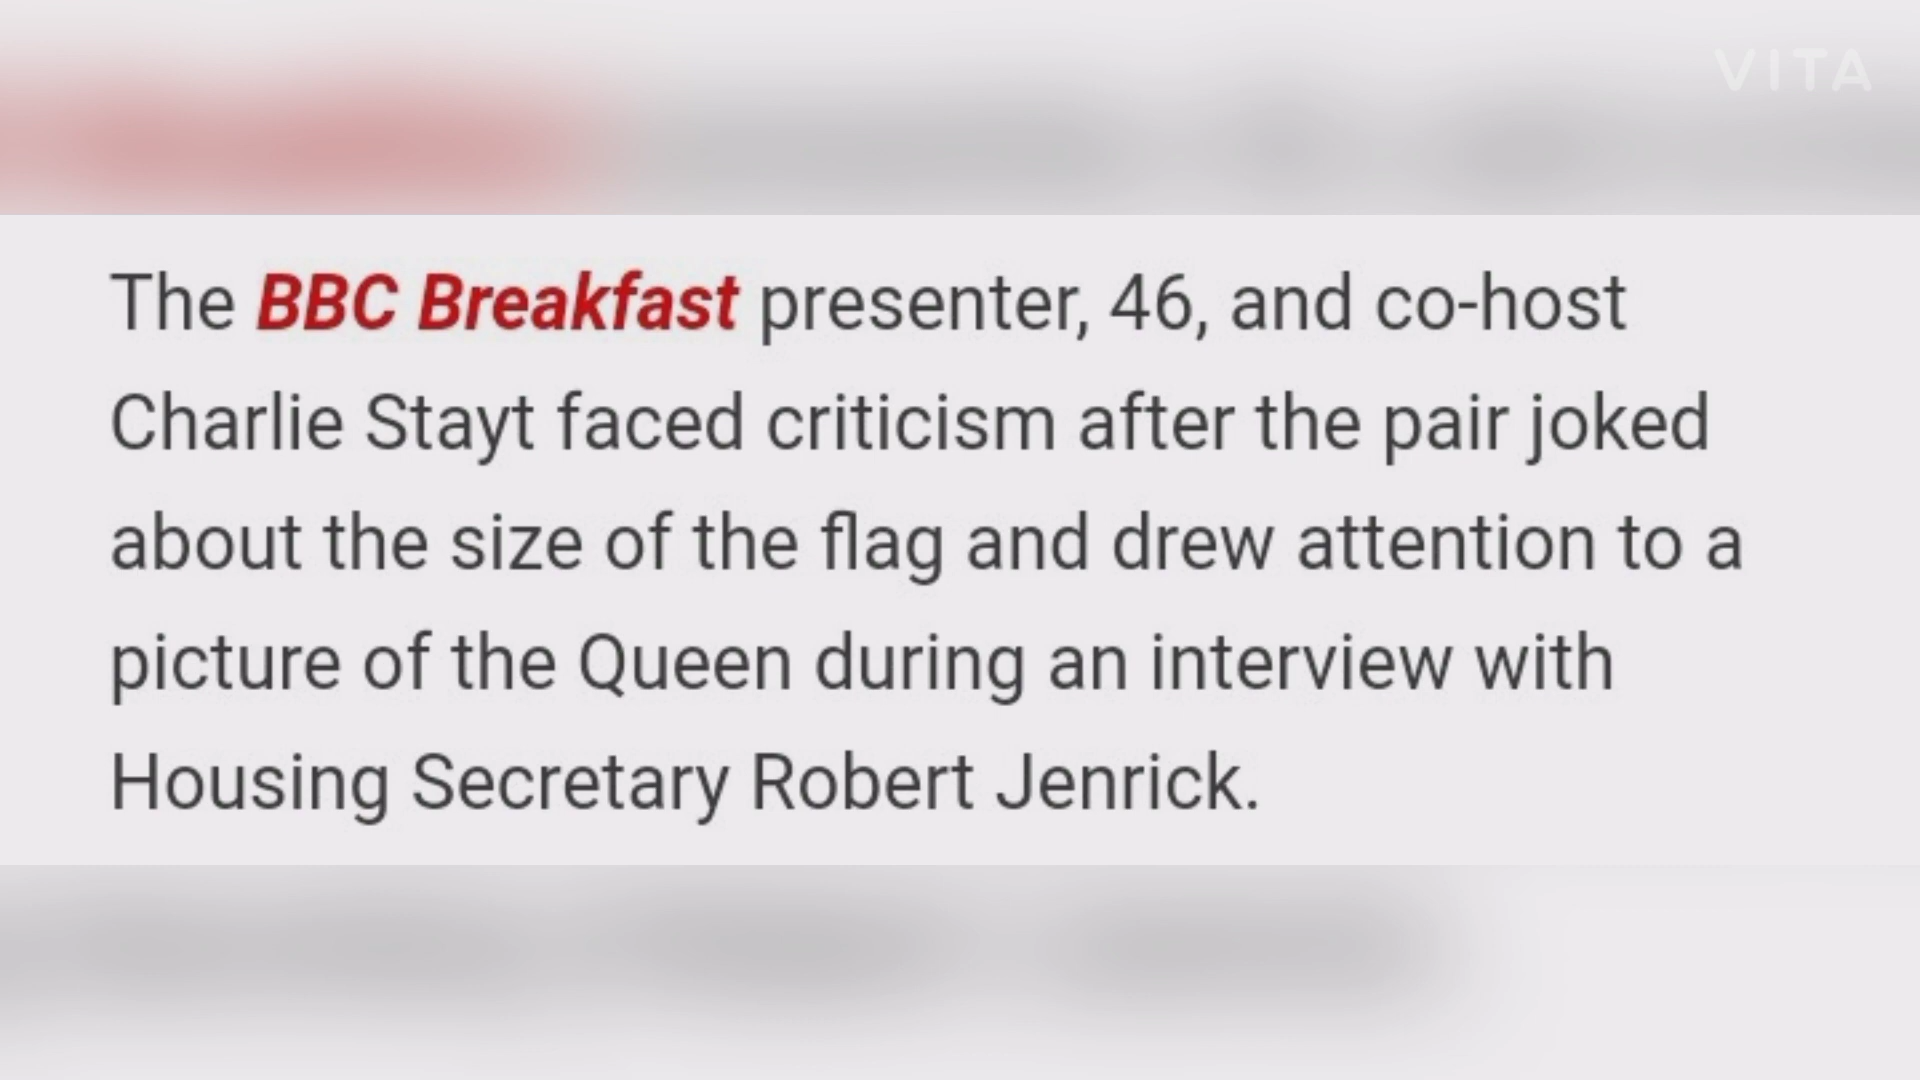 VITA
The BBC Breakfast presenter, 46, and co-host
Charlie Stayt faced criticism after the pair joked
about the size of the flag and drew attention to a
picture of the Queen during an interview with
Housing Secretary Robert Jenrick.